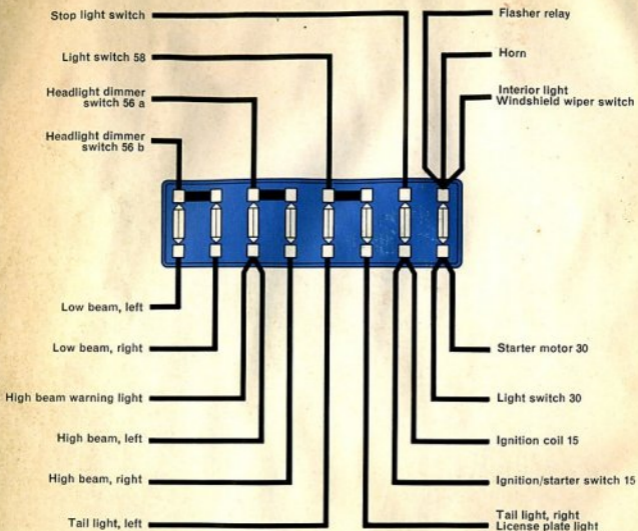 Stop light switch
Light switch 58
Headlight dimmer
switch 56 a
Headlight dimmer
switch 56 b
Flasher relay
Horn
Interior light
Windshield wiper switch
Low beam, left
Low beam, right
High beam warning light
High beam, left
High beam, right
Tail light, left
Starter motor 30
Light switch 30
Ignition coil 15
Ignition/starter switch 15
Tail light, right
License plate light